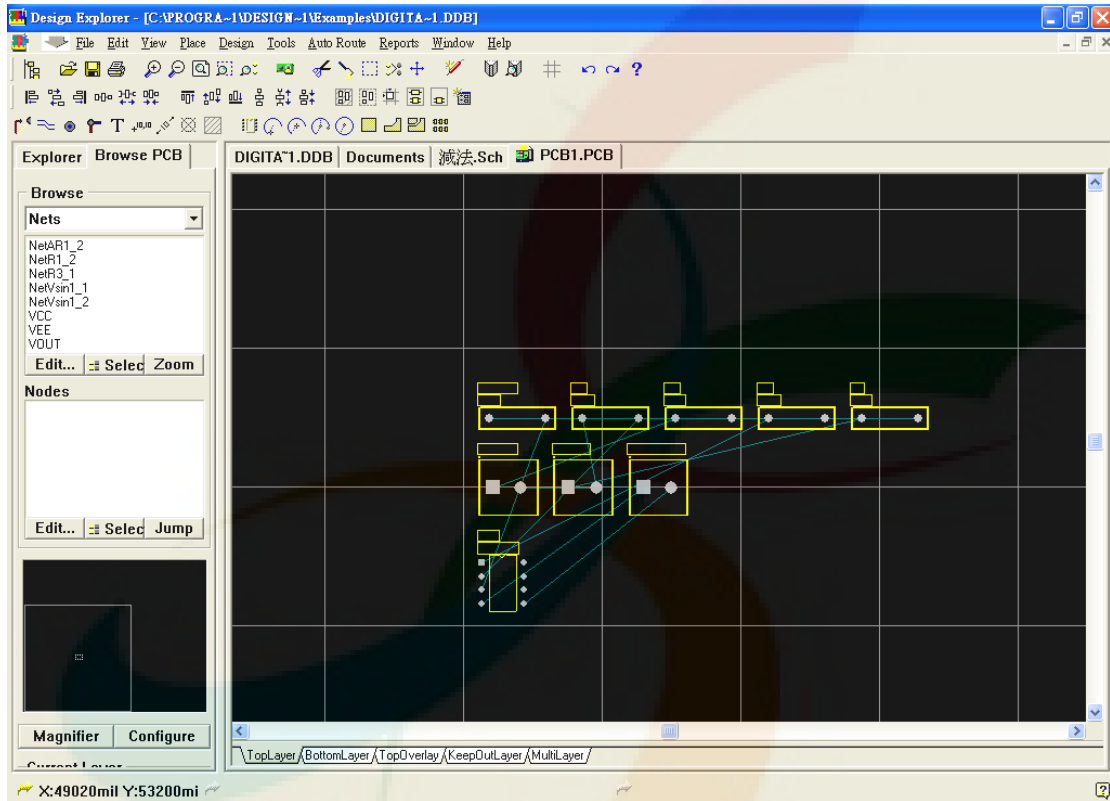 Design Explorer - [C:\PROGRA~1\DESIGN~1\Examples\DIGITA~1.DDB]
File Edit View Place Design Tools Auto Route Reports Window Help
Explorer Browse PCB
DIGITA~1.DDB Documents 減法.Sch PCB1.PCB
Browse
Nets
NetAR1_2
NetR1_2
NetR3_1
NetVsin1_1
NetVsin1_2
VCC
VEE
VOUT
Edit... Selec Zoom
Nodes
Edit... Selec Jump
Magnifier Configure
Current Layer
TopLayer BottomLayer TopOverlay KeepOutLayer MultiLayer
X:49020mil Y:53200mi